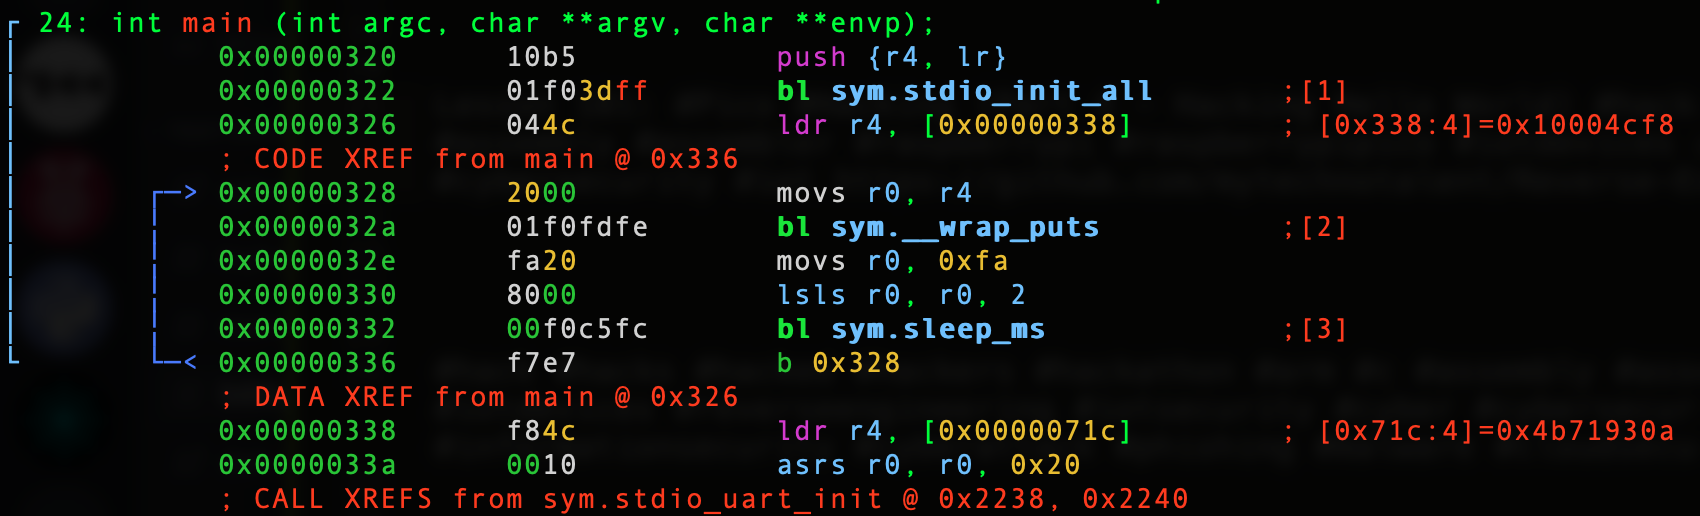 24: int main (int argc, char **argv, char **envp);
0x00000320 10b5 push {r4, lr}
0x00000322 01f03dff bl sym.stdio_init_all ;[1]
0x00000326 044c ldr r4, [0x00000338] ; [0x338:4]=0x10004cf8
; CODE XREF from main @ 0x336
0x00000328 2000 movs r0, r4
0x0000032a 01f0fdfe bl sym.__wrap_puts ;[2]
0x0000032e fa20 movs r0, 0xfa
0x00000330 8000 lsls r0, r0, 2
0x00000332 00f0c5fc bl sym.sleep_ms ;[3]
0x00000336 f7e7 b 0x328
; DATA XREF from main @ 0x326
0x00000338 f84c ldr r4, [0x0000071c] ; [0x71c:4]=0x4b71930a
0x0000033a 0010 asrs r0, r0, 0x20
; CALL XREFS from sym.stdio_uart_init @ 0x2238, 0x2240